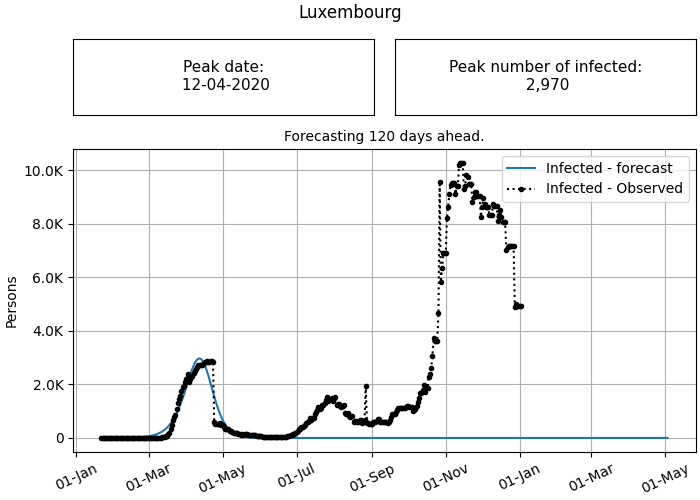 Luxembourg
Peak date:
12-04-2020
Peak number of infected:
2,970
Forecasting 120 days ahead.
Infected - forecast
Infected - Observed
Persons
10.0K
8.0K
6.0K
4.0K
2.0K
0
01-Jan
01-Mar
01-May
01-Jul
01-Sep
01-Nov
01-Jan
01-Mar
01-May